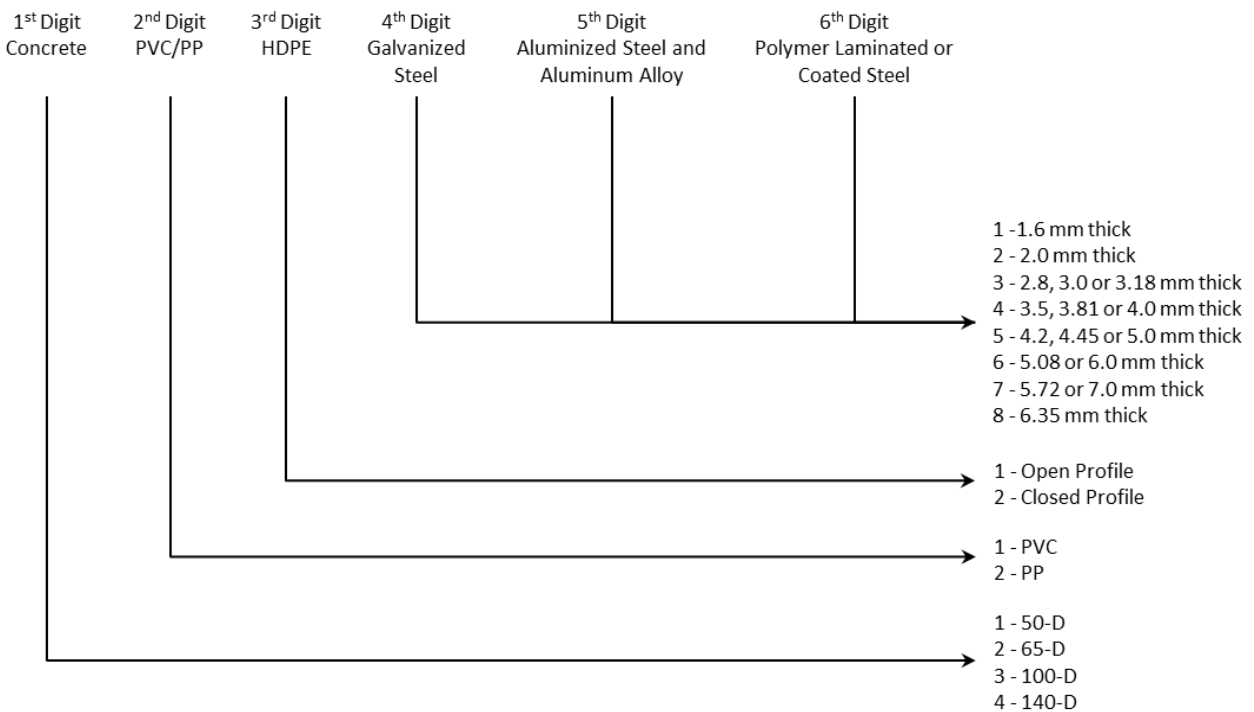 1st Digit
Concrete
2nd Digit
PVC/PP
3rd Digit
HDPE
4th Digit
Galvanized
Steel
5th Digit
Aluminized Steel and
Aluminum Alloy
6th Digit
Polymer Laminated or
Coated Steel
1 -1.6 mm thick
2 - 2.0 mm thick
3 - 2.8, 3.0 or 3.18 mm thick
4 - 3.5, 3.81 or 4.0 mm thick
5 - 4.2, 4.45 or 5.0 mm thick
6 - 5.08 or 6.0 mm thick
7 - 5.72 or 7.0 mm thick
8 - 6.35 mm thick
1 - Open Profile
2 - Closed Profile
1 - PVC
2 - PP
1 - 50-D
2 - 65-D
3 - 100-D
4 - 140-D